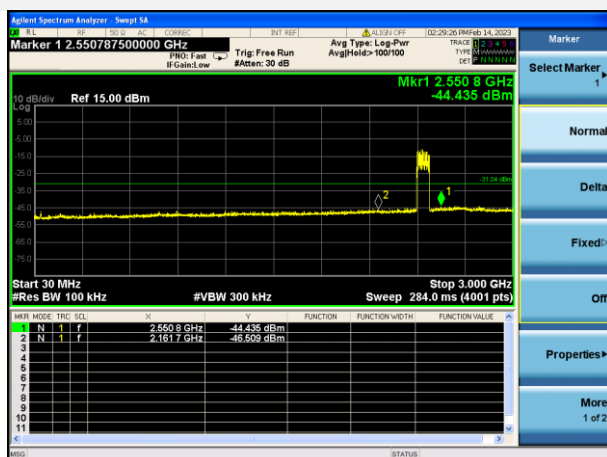 Agilent Spectrum Analyzer - Swept SA
RL RF 50 Ω AC CORREC INT REF ALIGN OFF 02:29:26 PM Feb 14, 2023
Marker 1 2.550787500000 GHz
PNO: Fast
IFGain:Low
Trig: Free Run
#Atten: 30 dB
Avg Type: Log-Pwr
Avg|Hold>100/100
TRACE 1 2 3 4 5 6
TYPE M
DET P N N N N N
Marker
Select Marker
1
Normal
Delta
Fixed
Off
Properties
More
1 of 2
Mkr1 2.550 8 GHz
-44.435 dBm
10 dB/div
Log
Ref 15.00 dBm
5.00
-5.00
-15.0
-25.0
-31.04 dBm
-35.0
-45.0
-55.0
-65.0
-75.0
2
1
Start 30 MHz
Stop 3.000 GHz
#Res BW 100 kHz
#VBW 300 kHz
Sweep 284.0 ms (4001 pts)
MKR MODE TRC SCL X Y FUNCTION FUNCTION WIDTH FUNCTION VALUE
1 N 1 f 2.550 8 GHz -44.435 dBm
2 N 1 f 2.161 7 GHz -46.509 dBm
3
4
5
6
7
8
9
10
11
MSG
STATUS